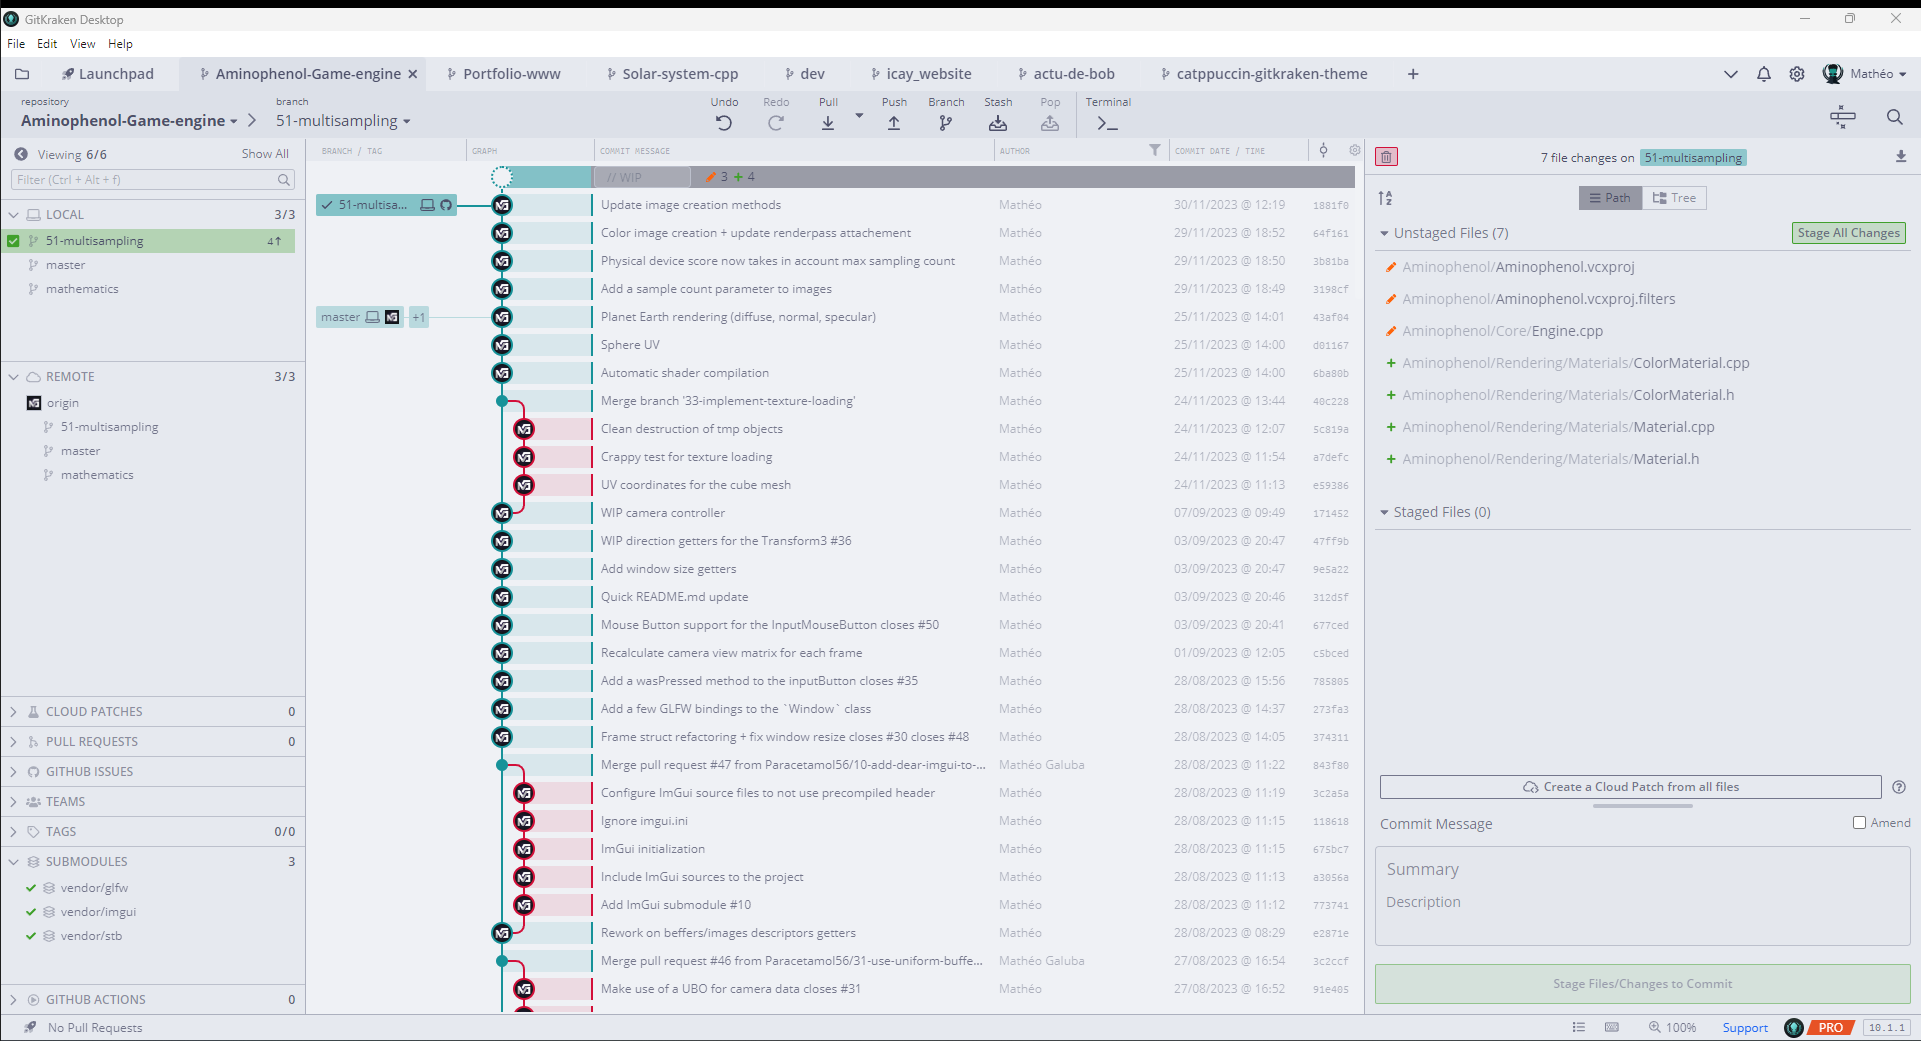 GitKraken Desktop
File Edit View Help
Launchpad Aminophenol-Game-engine Portfolio-www Solar-system-cpp dev icay_website actu-de-bob catppuccin-gitkraken-theme Mathéo
repository branch
Aminophenol-Game-engine 51-multisampling
Undo Redo Pull Push Branch Stash Pop Terminal
Viewing 6/6 Show All
Filter (Ctrl + Alt + f)
LOCAL 3/3
51-multisampling 4↑
master
mathematics
REMOTE 3/3
origin
51-multisampling
master
mathematics
CLOUD PATCHES 0
PULL REQUESTS 0
GITHUB ISSUES
TEAMS
TAGS 0/0
SUBMODULES 3
vendor/glfw
vendor/imgui
vendor/stb
GITHUB ACTIONS 0
No Pull Requests
BRANCH / TAG GRAPH COMMIT MESSAGE AUTHOR COMMIT DATE / TIME
// WIP 3 + 4
51-multisa... Update image creation methods Mathéo 30/11/2023 @ 12:19 1881f0
Color image creation + update renderpass attachement Mathéo 29/11/2023 @ 18:52 64f161
Physical device score now takes in account max sampling count Mathéo 29/11/2023 @ 18:50 3b81ba
Add a sample count parameter to images Mathéo 29/11/2023 @ 18:49 3198cf
master +1 Planet Earth rendering (diffuse, normal, specular) Mathéo 25/11/2023 @ 14:01 43af04
Sphere UV Mathéo 25/11/2023 @ 14:00 d01167
Automatic shader compilation Mathéo 25/11/2023 @ 14:00 6ba80b
Merge branch '33-implement-texture-loading' Mathéo 24/11/2023 @ 13:44 40c228
Clean destruction of tmp objects Mathéo 24/11/2023 @ 12:07 5c819a
Crappy test for texture loading Mathéo 24/11/2023 @ 11:54 a7defc
UV coordinates for the cube mesh Mathéo 24/11/2023 @ 11:13 e59386
WIP camera controller Mathéo 07/09/2023 @ 09:49 171452
WIP direction getters for the Transform3 #36 Mathéo 03/09/2023 @ 20:47 47ff9b
Add window size getters Mathéo 03/09/2023 @ 20:47 9e5a22
Quick README.md update Mathéo 03/09/2023 @ 20:46 312d5f
Mouse Button support for the InputMouseButton closes #50 Mathéo 03/09/2023 @ 20:41 677ced
Recalculate camera view matrix for each frame Mathéo 01/09/2023 @ 12:05 c5bced
Add a wasPressed method to the inputButton closes #35 Mathéo 28/08/2023 @ 15:56 785805
Add a few GLFW bindings to the `Window` class Mathéo 28/08/2023 @ 14:37 273fa3
Frame struct refactoring + fix window resize closes #30 closes #48 Mathéo 28/08/2023 @ 14:05 374311
Merge pull request #47 from Paracetamol56/10-add-dear-imgui-to-... Mathéo Galuba 28/08/2023 @ 11:22 843f80
Configure ImGui source files to not use precompiled header Mathéo 28/08/2023 @ 11:19 3c2a5a
Ignore imgui.ini Mathéo 28/08/2023 @ 11:15 118618
ImGui initialization Mathéo 28/08/2023 @ 11:15 675bc7
Include ImGui sources to the project Mathéo 28/08/2023 @ 11:13 a3056a
Add ImGui submodule #10 Mathéo 28/08/2023 @ 11:12 773741
Rework on beffers/images descriptors getters Mathéo 28/08/2023 @ 08:29 e2871e
Merge pull request #46 from Paracetamol56/31-use-uniform-buffe... Mathéo Galuba 27/08/2023 @ 16:54 3c2ccf
Make use of a UBO for camera data closes #31 Mathéo 27/08/2023 @ 16:52 91e405
7 file changes on 51-multisampling
Path Tree
Unstaged Files (7) Stage All Changes
Aminophenol/Aminophenol.vcxproj
Aminophenol/Aminophenol.vcxproj.filters
Aminophenol/Core/Engine.cpp
+ Aminophenol/Rendering/Materials/ColorMaterial.cpp
+ Aminophenol/Rendering/Materials/ColorMaterial.h
+ Aminophenol/Rendering/Materials/Material.cpp
+ Aminophenol/Rendering/Materials/Material.h
Staged Files (0)
Create a Cloud Patch from all files
Commit Message Amend
Summary
Description
Stage Files/Changes to Commit
100% Support PRO 10.1.1